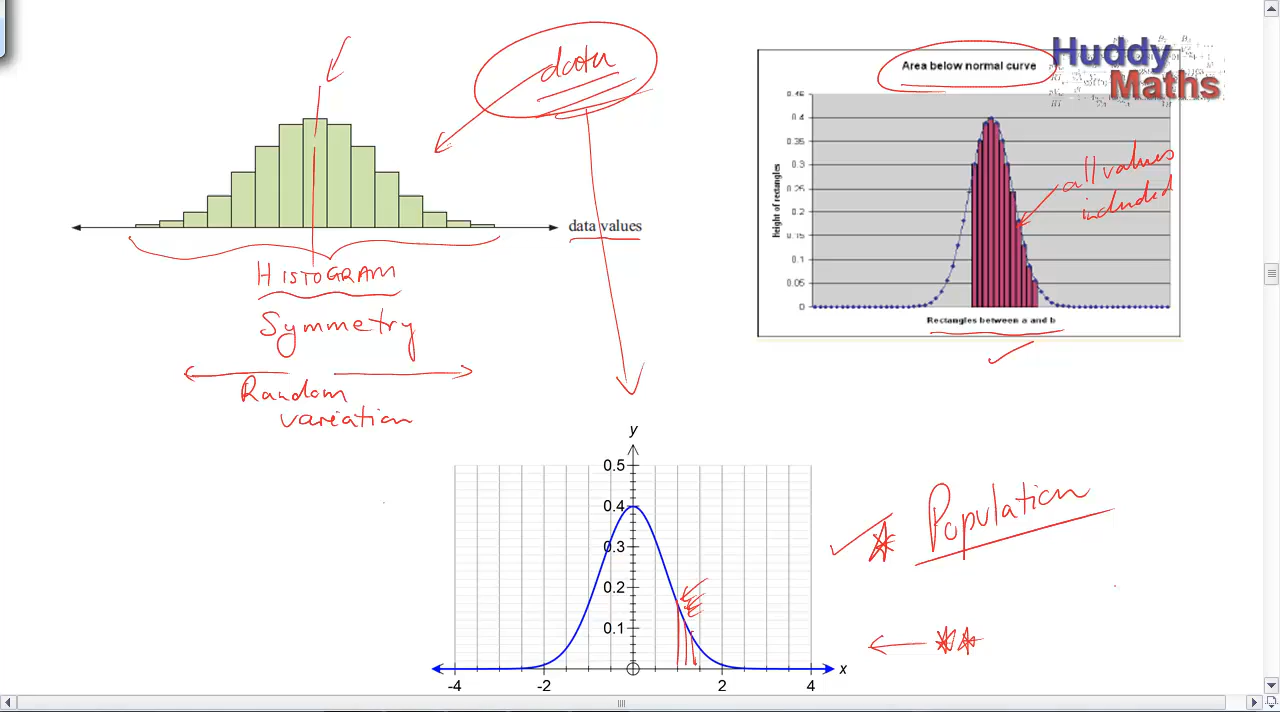 data
data values
HISTOGRAM
Symmetry
Random
variation
Huddy
Maths
Area below normal curve
0.45
0.4
0.35
0.3
0.25
0.2
0.15
0.1
0.05
0
Height of rectangles
all values
included
Rectangles between a and b
y
0.5
0.4
0.3
0.2
0.1
-4
-2
2
4
x
Population